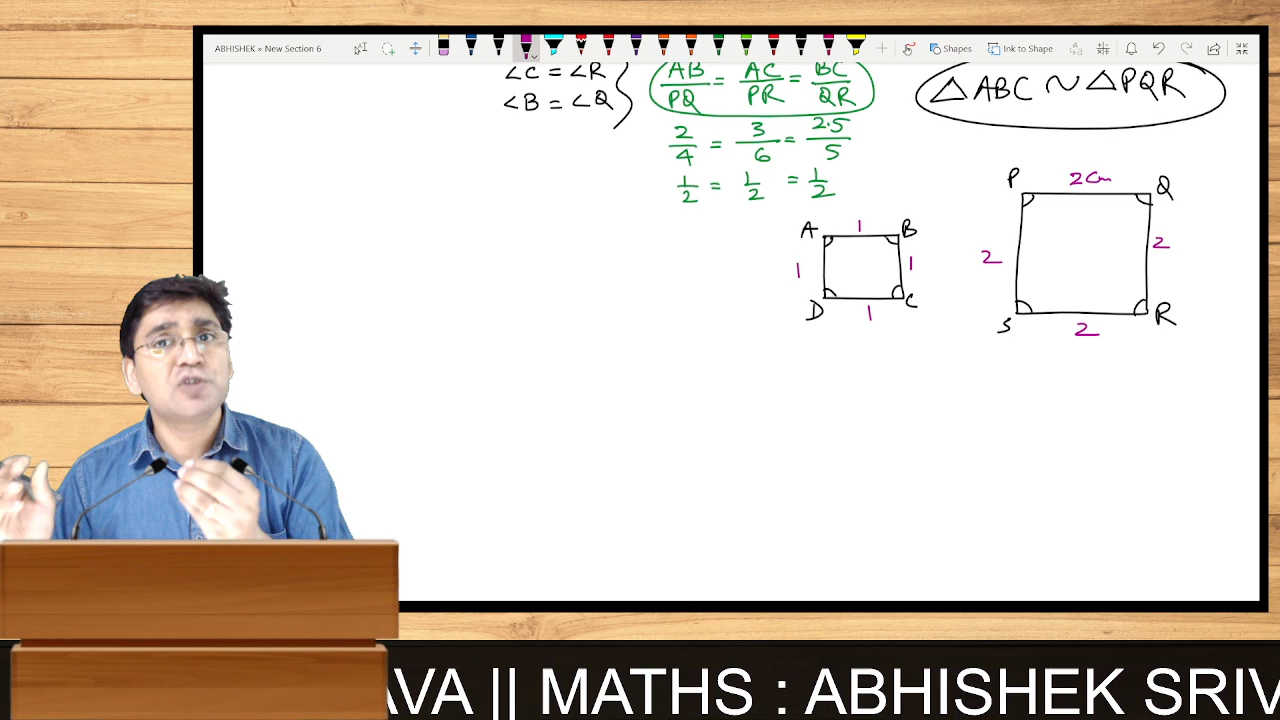 ABHISHEK » New Section 6
Shapes
Ink to Shape
∠C = ∠R
∠B = ∠Q
AB/PQ = AC/PR = BC/QR
△ABC ~ △PQR
2/4 = 3/6 = 2.5/5
1/2 = 1/2 = 1/2
P 2cm Q
A 1 B
2 2
1 1
D 1 C
S 2 R
AVA || MATHS : ABHISHEK SRIV